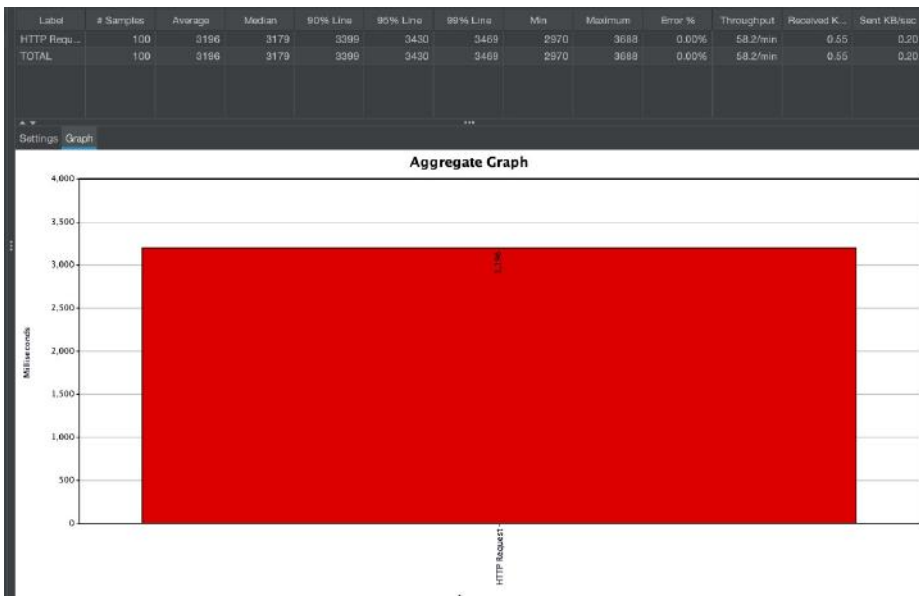 Label # Samples Average Median 90% Line 95% Line 99% Line Min Maximum Error % Throughput Received K... Sent KB/sec
HTTP Requ... 100 3196 3179 3399 3430 3469 2970 3688 0.00% 58.2/min 0.55 0.20
TOTAL 100 3196 3179 3399 3430 3469 2970 3688 0.00% 58.2/min 0.55 0.20
Settings Graph
Aggregate Graph
4,000
3,500
3,000
2,500
2,000
1,500
1,000
500
0
Milliseconds
3,196
HTTP Request